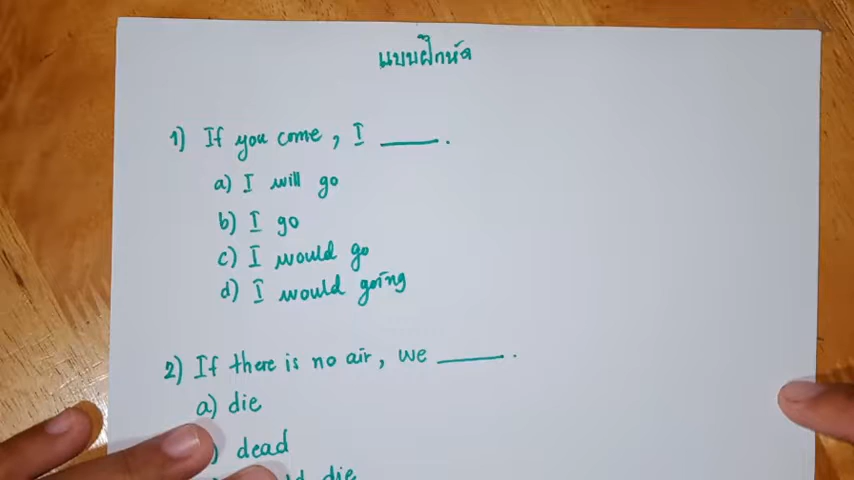 แบบฝึกหัด
1) If you come, I ____.
a) I will go
b) I go
c) I would go
d) I would going
2) If there is no air, we ____.
a) die
) dead
die